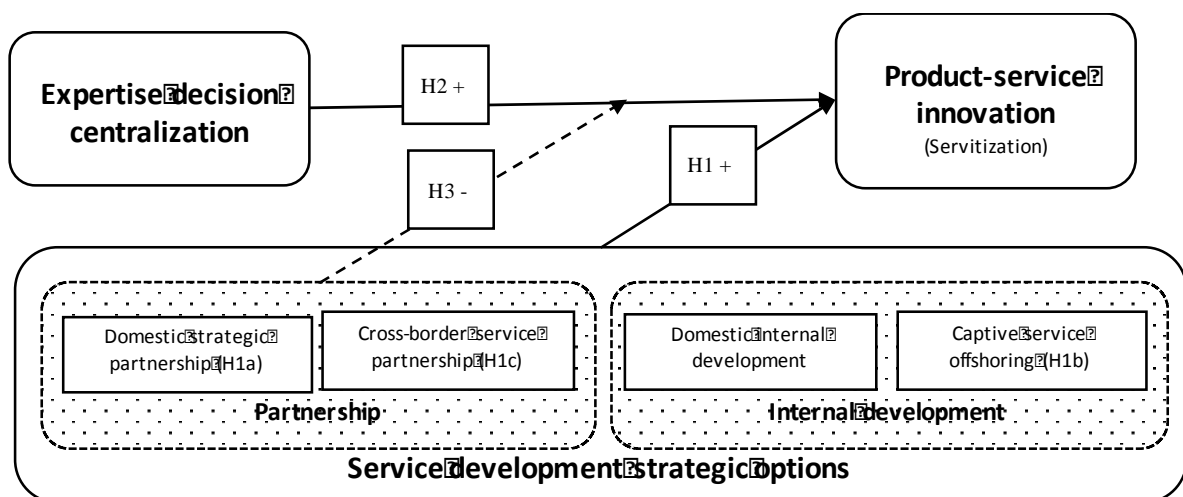 Expertise decision
centralization
H2 +
Product-service
innovation
(Servitization)
H3 -
H1 +
Domestic strategic
partnership (H1a)
Cross-border service
partnership (H1c)
Domestic internal
development
Captive service
offshoring (H1b)
Partnership
Internal development
Service development strategic options